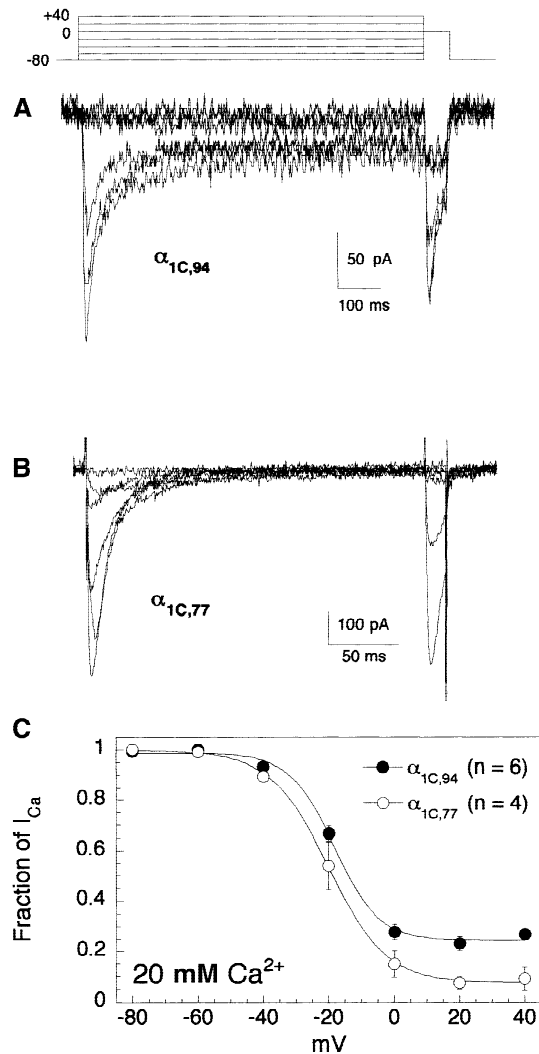 +40
0
-80
A
α1C,94
50 pA
100 ms
B
α1C,77
100 pA
50 ms
C
1
0.8
0.6
0.4
0.2
0
Fraction of ICa
α1C,94 (n = 6)
α1C,77 (n = 4)
20 mM Ca2+
-80 -60 -40 -20 0 20 40
mV